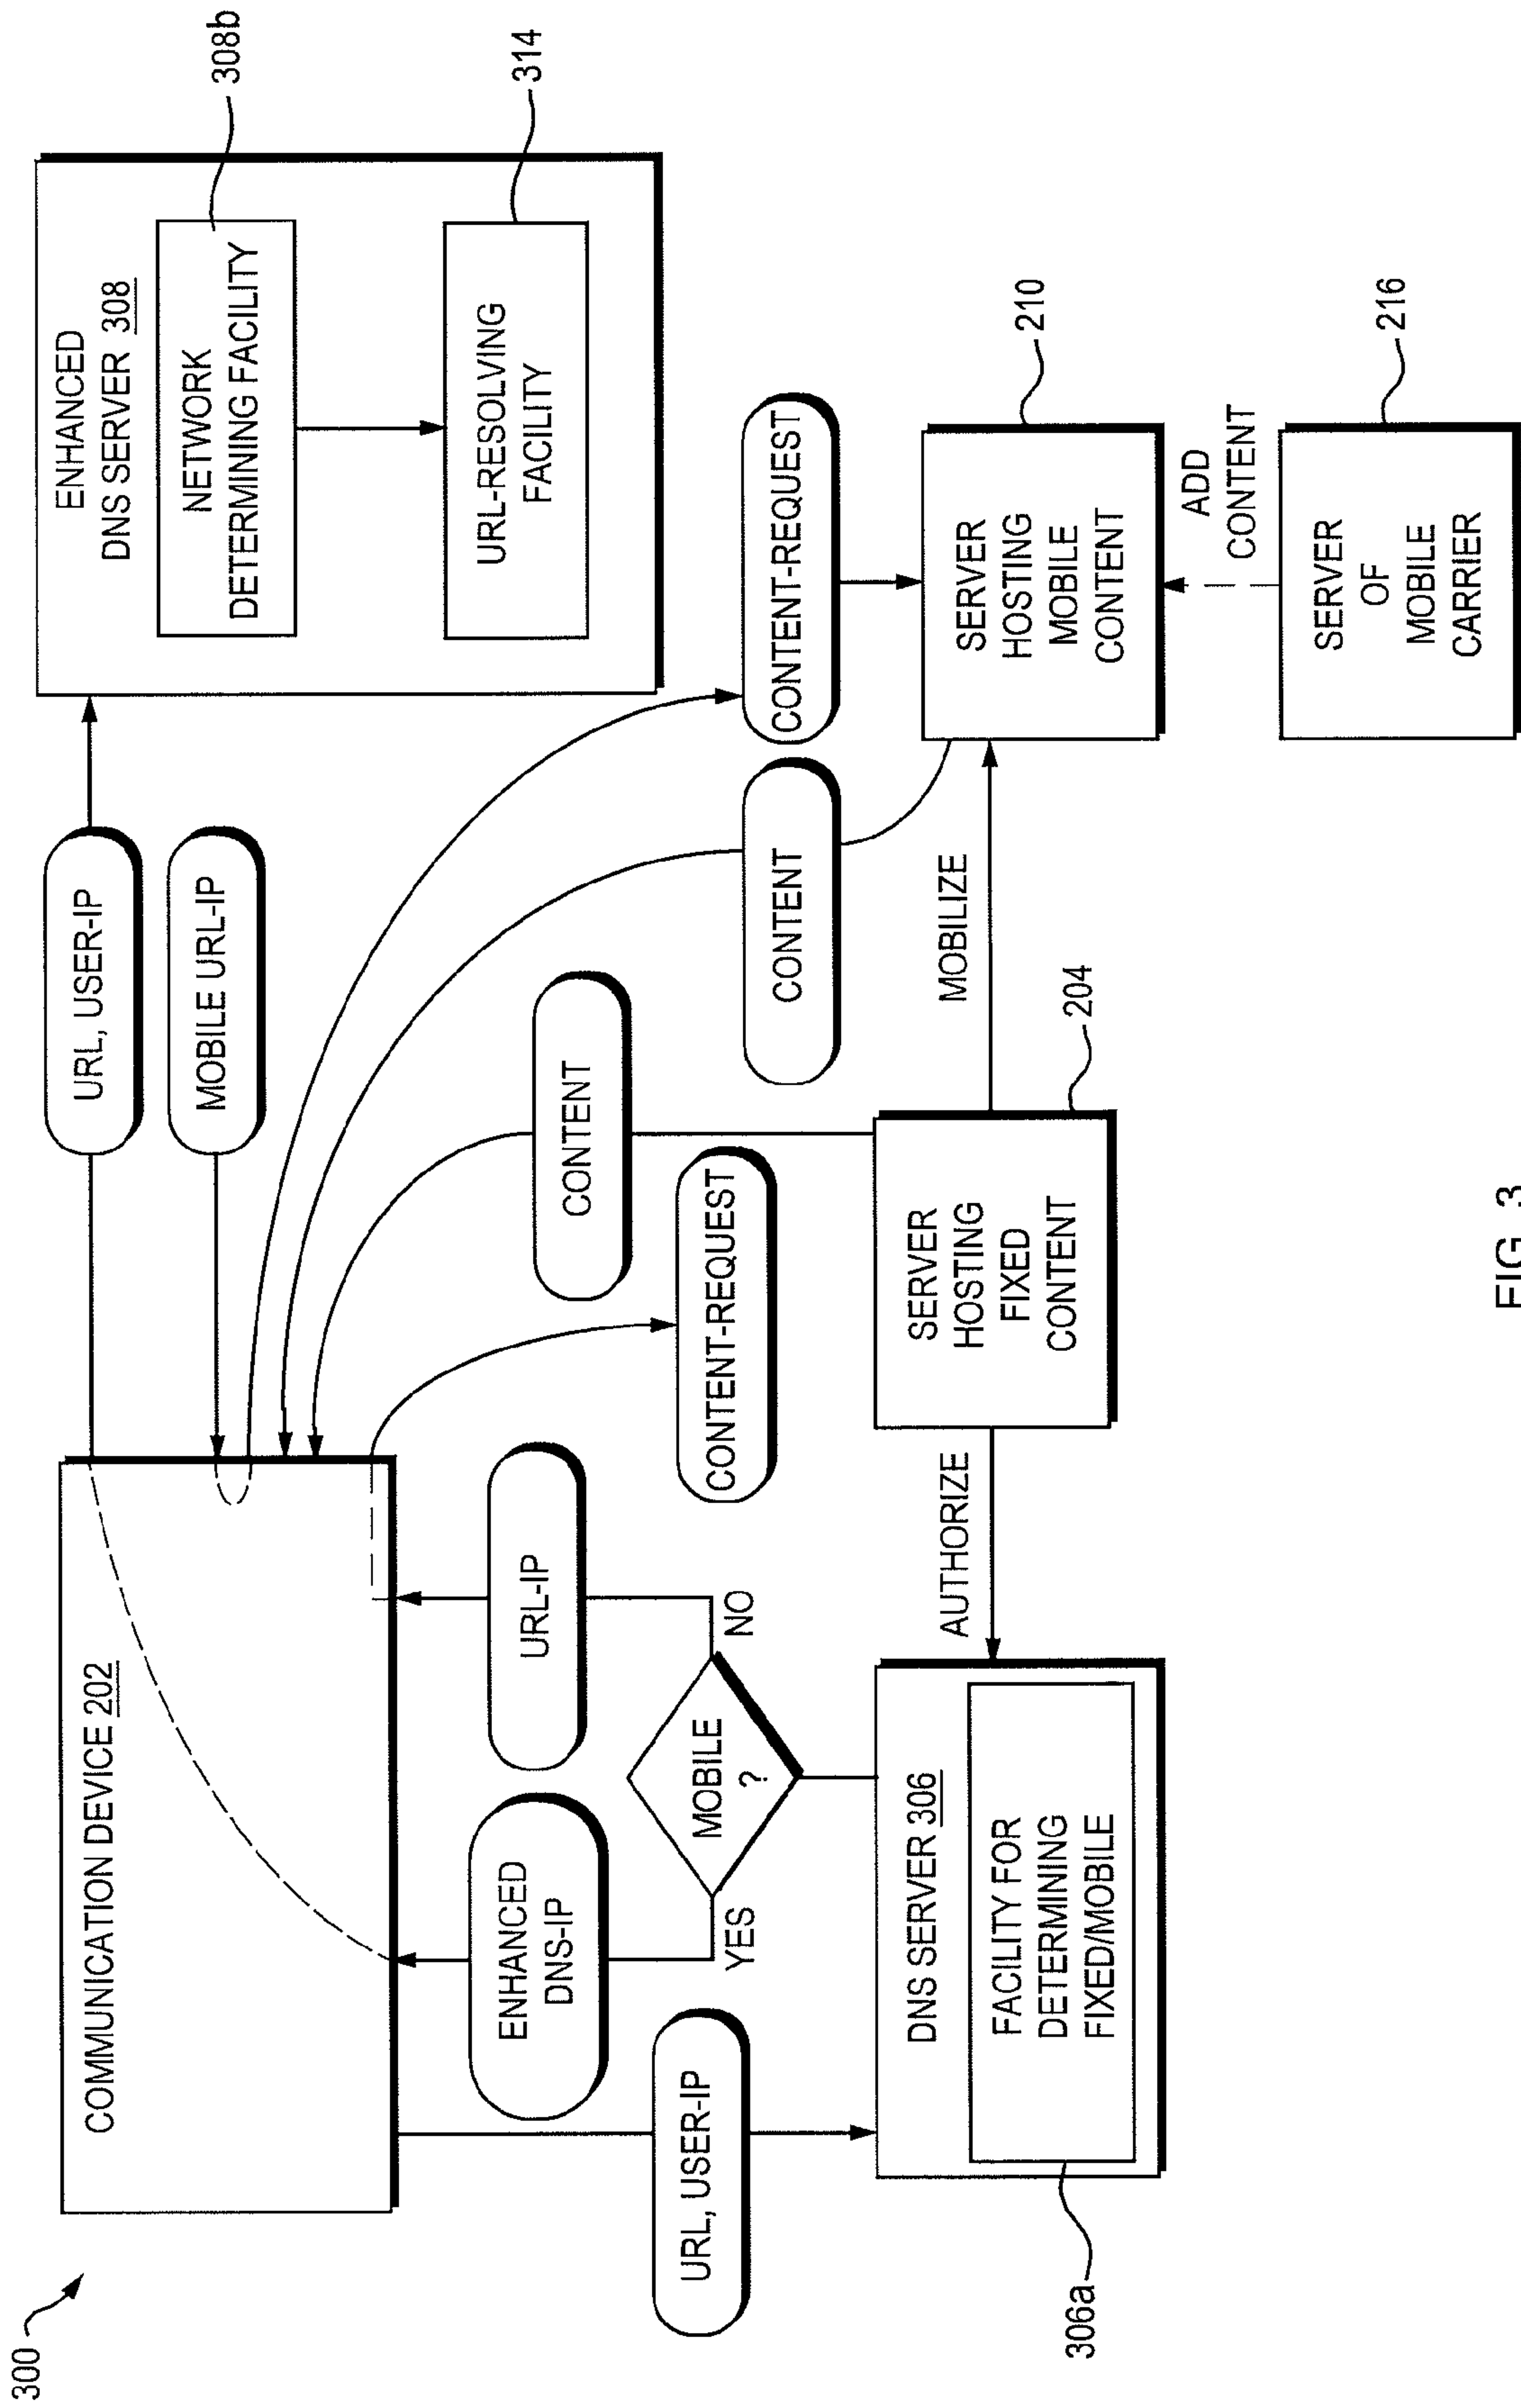 300
COMMUNICATION DEVICE 202
URL, USER-IP
MOBILE URL-IP
ENHANCED
DNS SERVER 308
NETWORK
DETERMINING FACILITY
308b
URL-RESOLVING
FACILITY
314
URL, USER-IP
ENHANCED
DNS-IP
URL-IP
YES
MOBILE
?
NO
CONTENT-REQUEST
CONTENT
CONTENT
CONTENT-REQUEST
DNS SERVER 306
FACILITY FOR
DETERMINING
FIXED/MOBILE
306a
AUTHORIZE
SERVER
HOSTING
FIXED
CONTENT
204
MOBILIZE
SERVER
HOSTING
MOBILE
CONTENT
210
ADD
CONTENT
SERVER
OF
MOBILE
CARRIER
216
FIG. 3